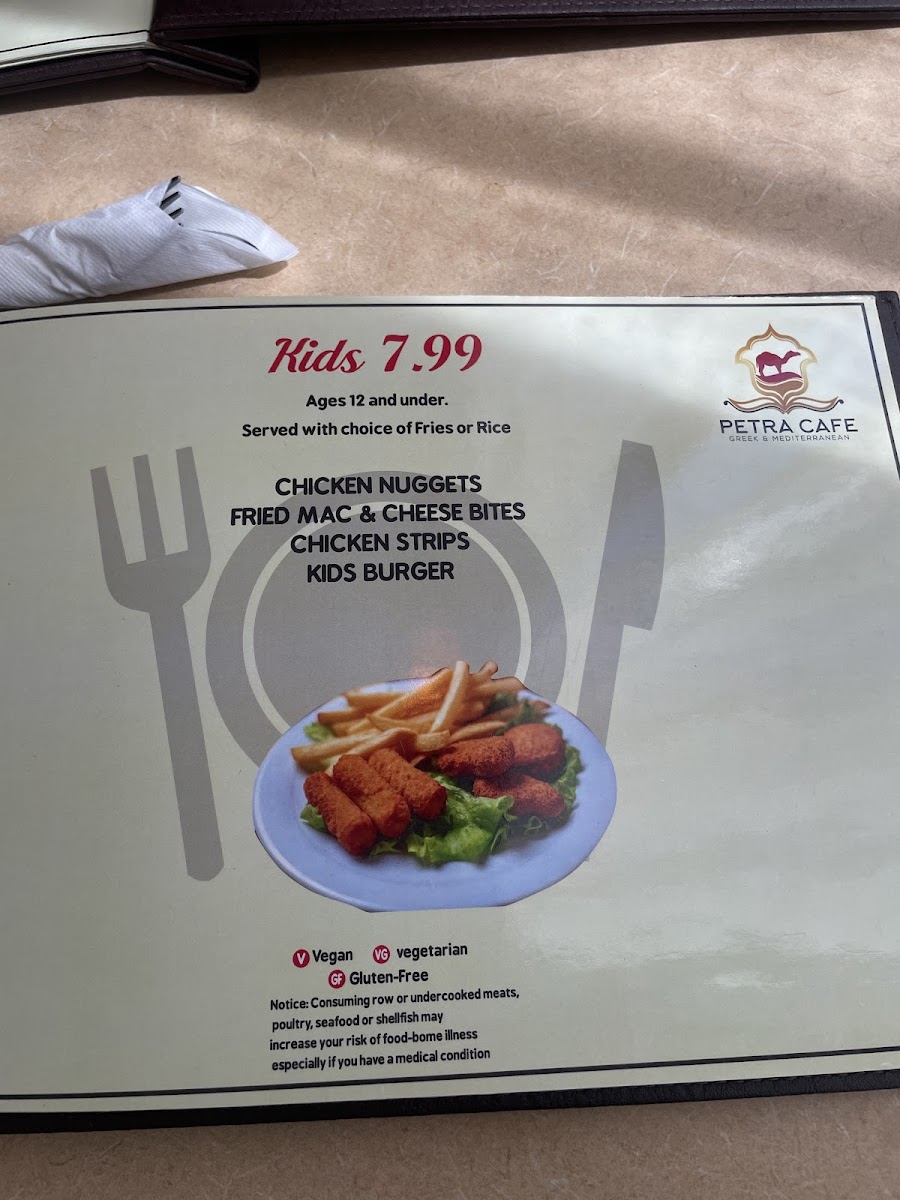 Kids 7.99
Ages 12 and under.
Served with choice of Fries or Rice
PETRA CAFE
GREEK & MEDITERRANEAN
CHICKEN NUGGETS
FRIED MAC & CHEESE BITES
CHICKEN STRIPS
KIDS BURGER
V Vegan VG vegetarian
GF Gluten-Free
Notice: Consuming row or undercooked meats,
poultry, seafood or shellfish may
increase your risk of food-borne illness
especially if you have a medical condition